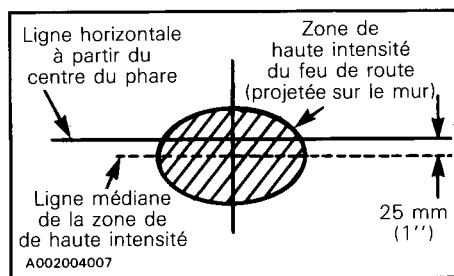 Ligne horizontale
à partir du
centre du phare
Zone de
haute intensité
du feu de route
(projetée sur le mur)
Ligne médiane
de la zone de
de haute intensité
25 mm
(1'')
A002004007